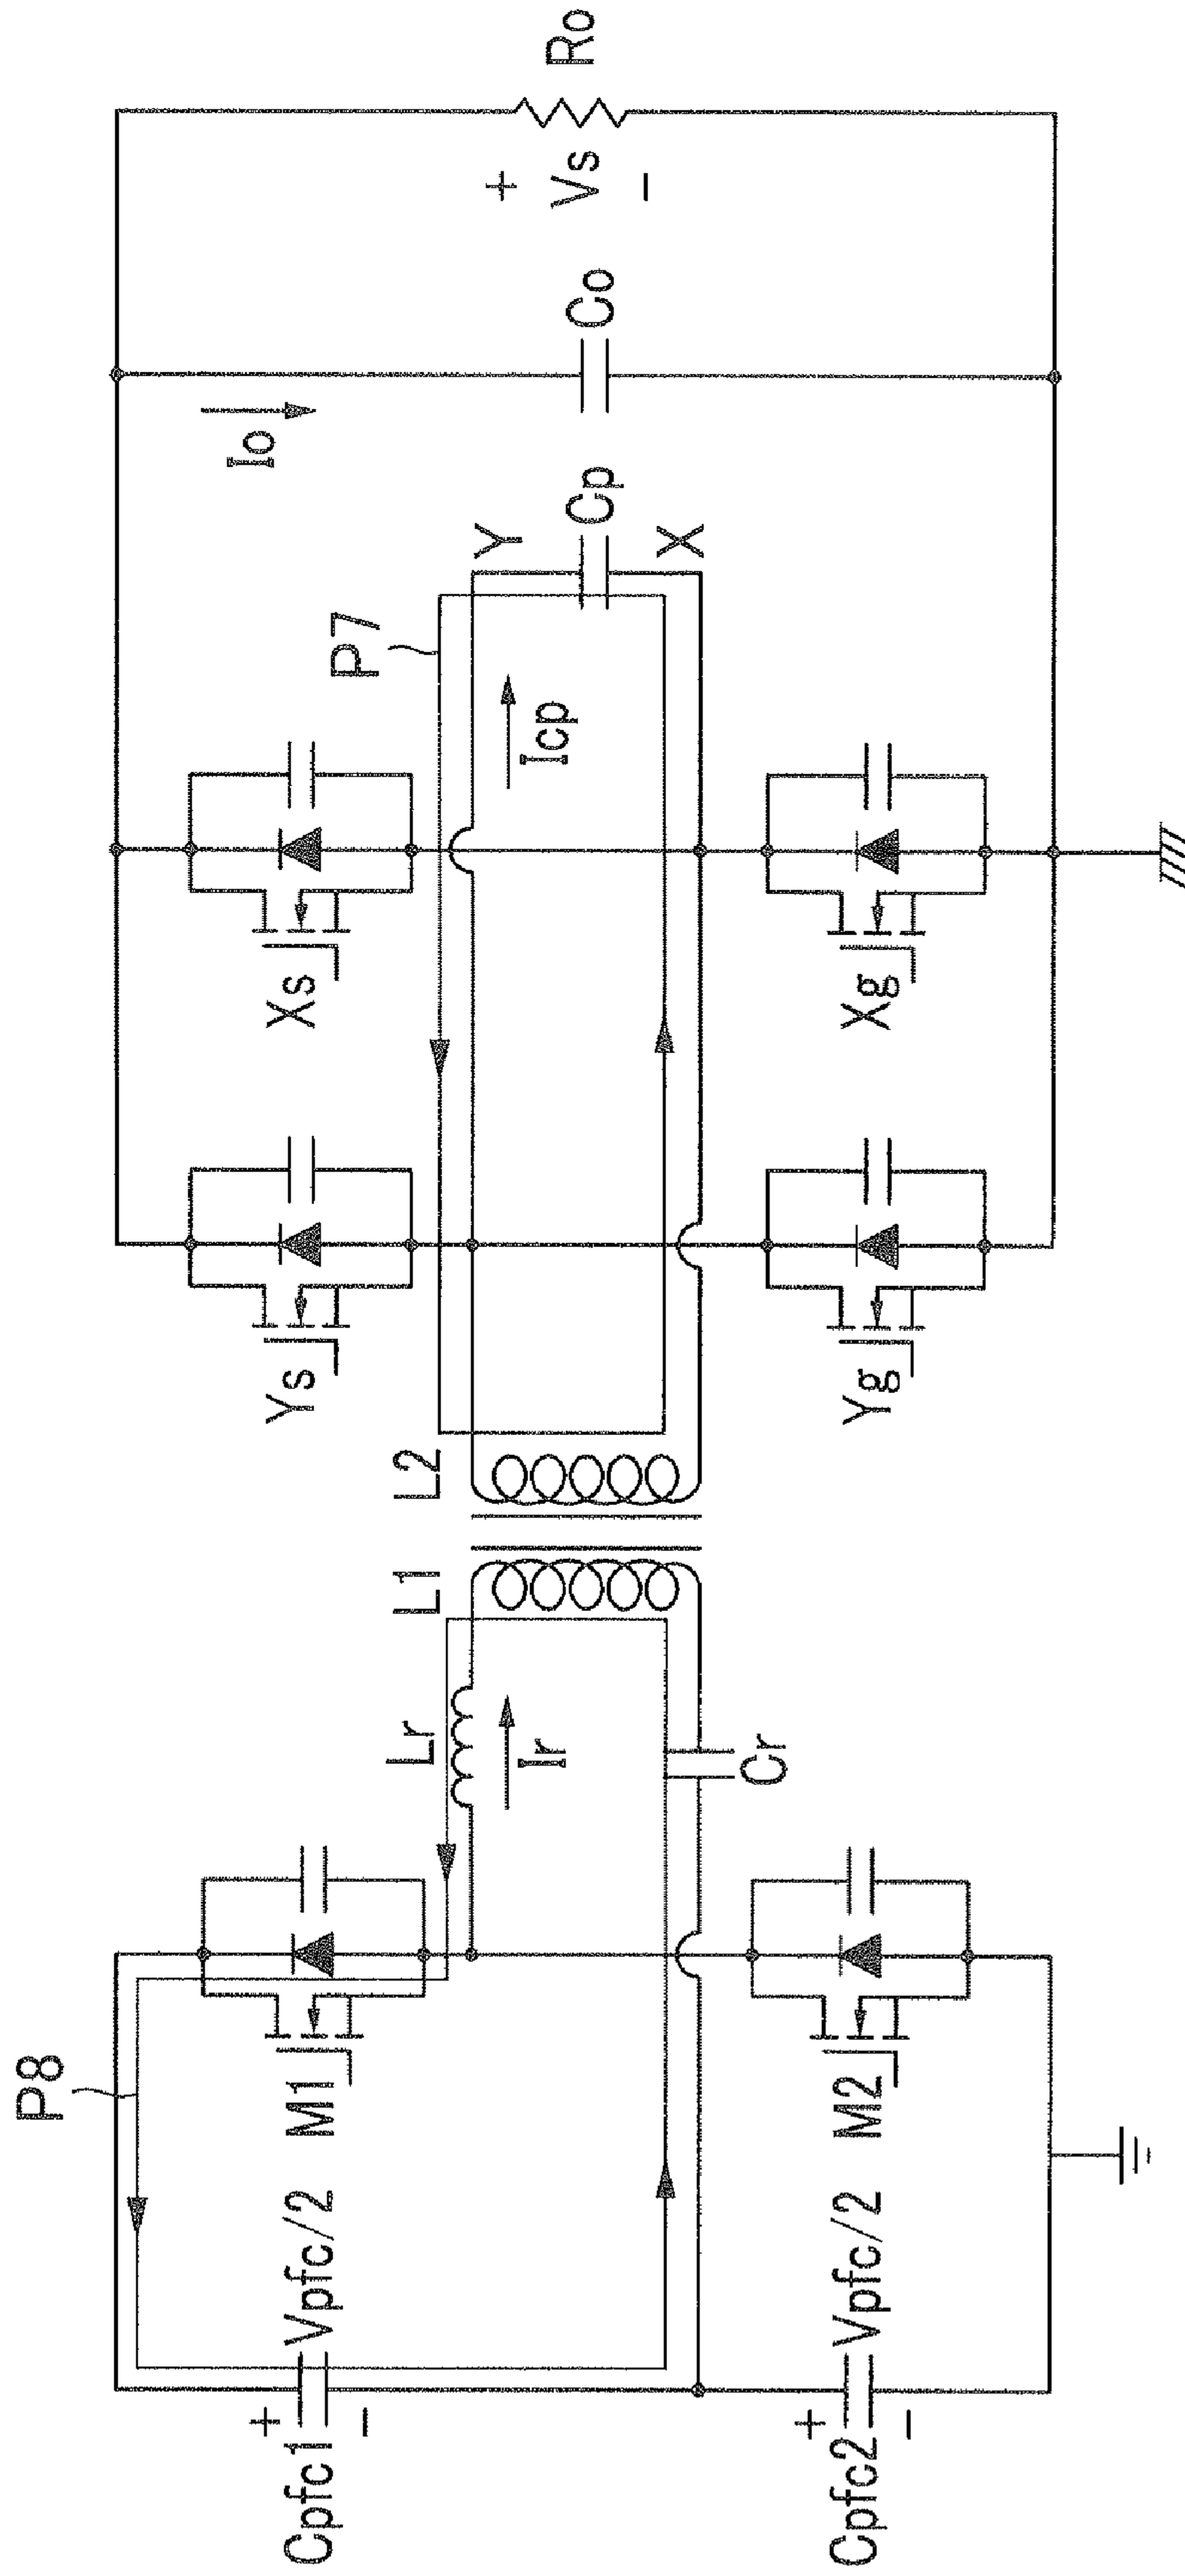 P8
Cpfc1
+
-
Vpfc/2
M1
Lr
Ir
Cr
L1
L2
Cpfc2
+
-
Vpfc/2
M2
Ys
Yg
Xs
Xg
P7
Icp
Y
Cp
X
Io
Co
+
Vs
-
Ro